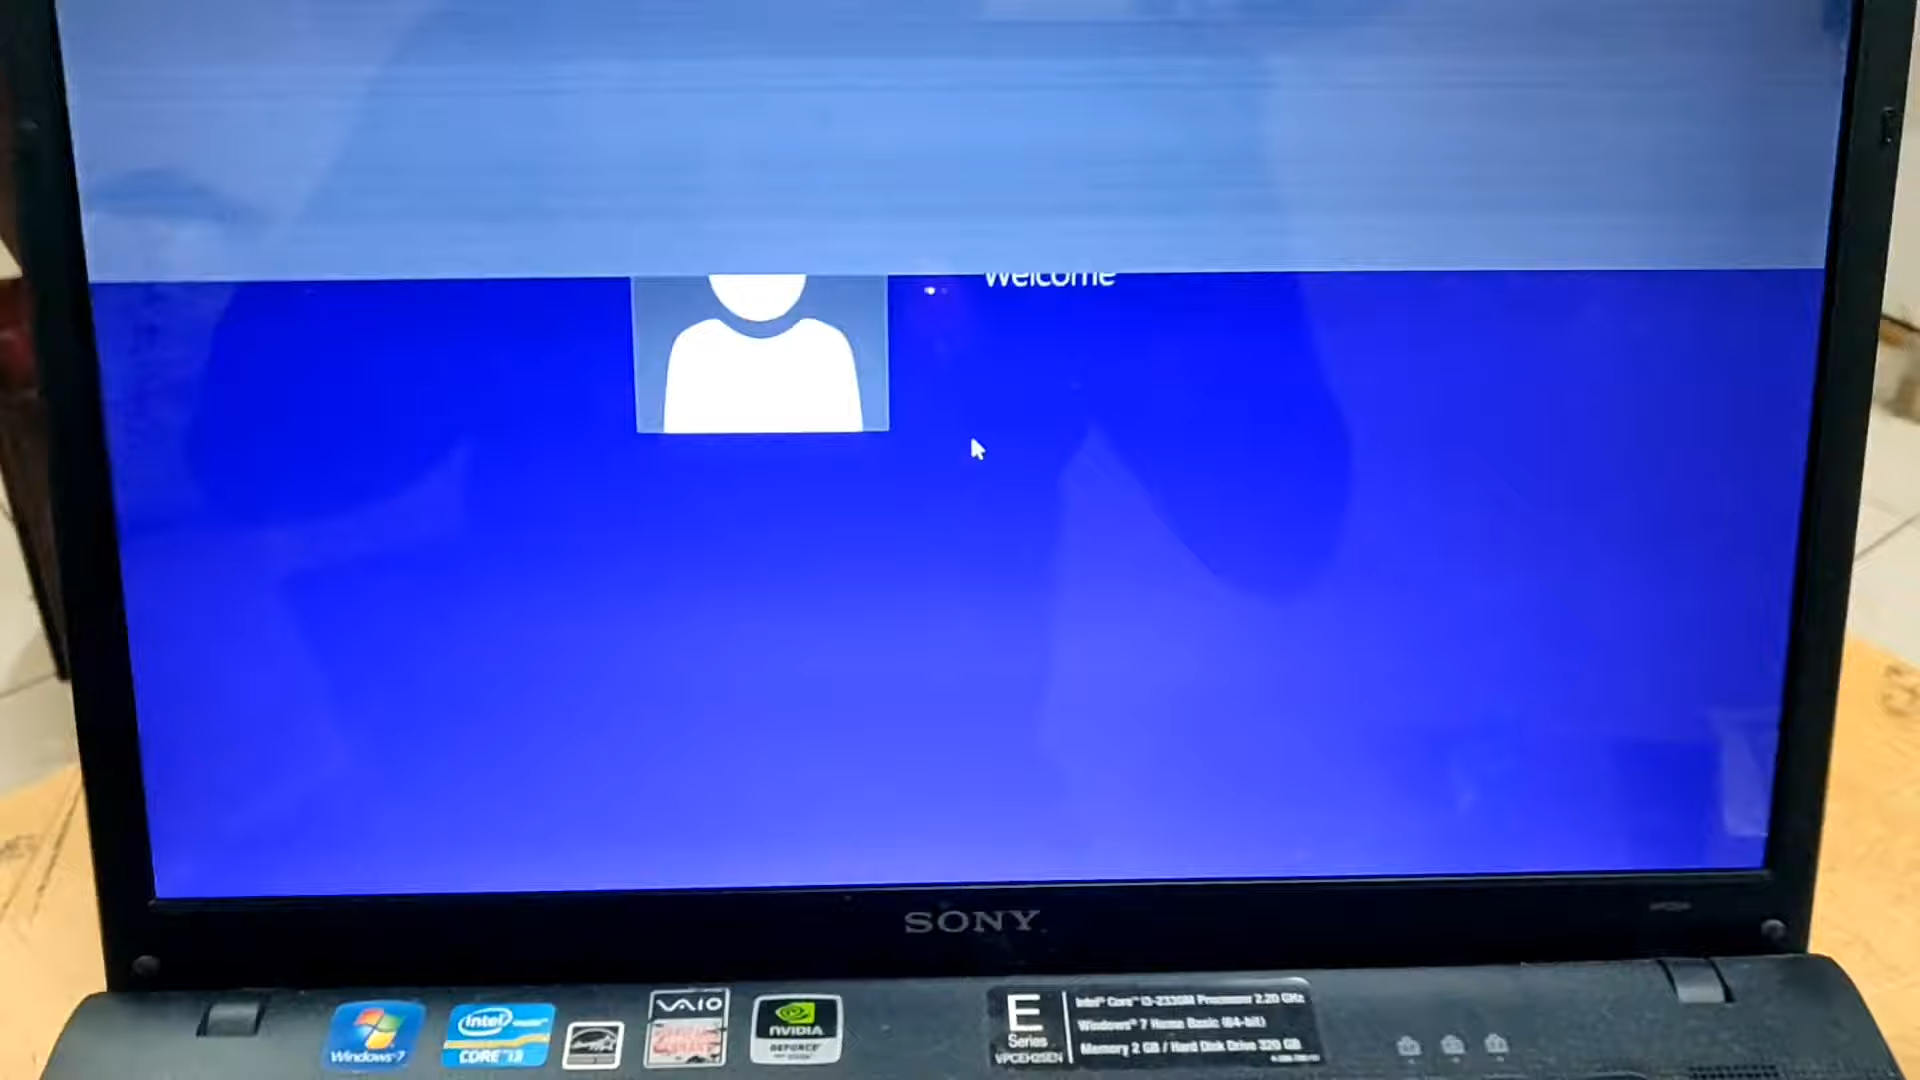 Welcome
SONY
Windows 7
intel
CORE i3
VAIO
NVIDIA
GEFORCE
E
Series
VPCEH25EN
Intel® Core™ i3-2330M Processor 2.20 GHz
Windows® 7 Home Basic (64-bit)
Memory 2 GB / Hard Disk Drive 320 GB